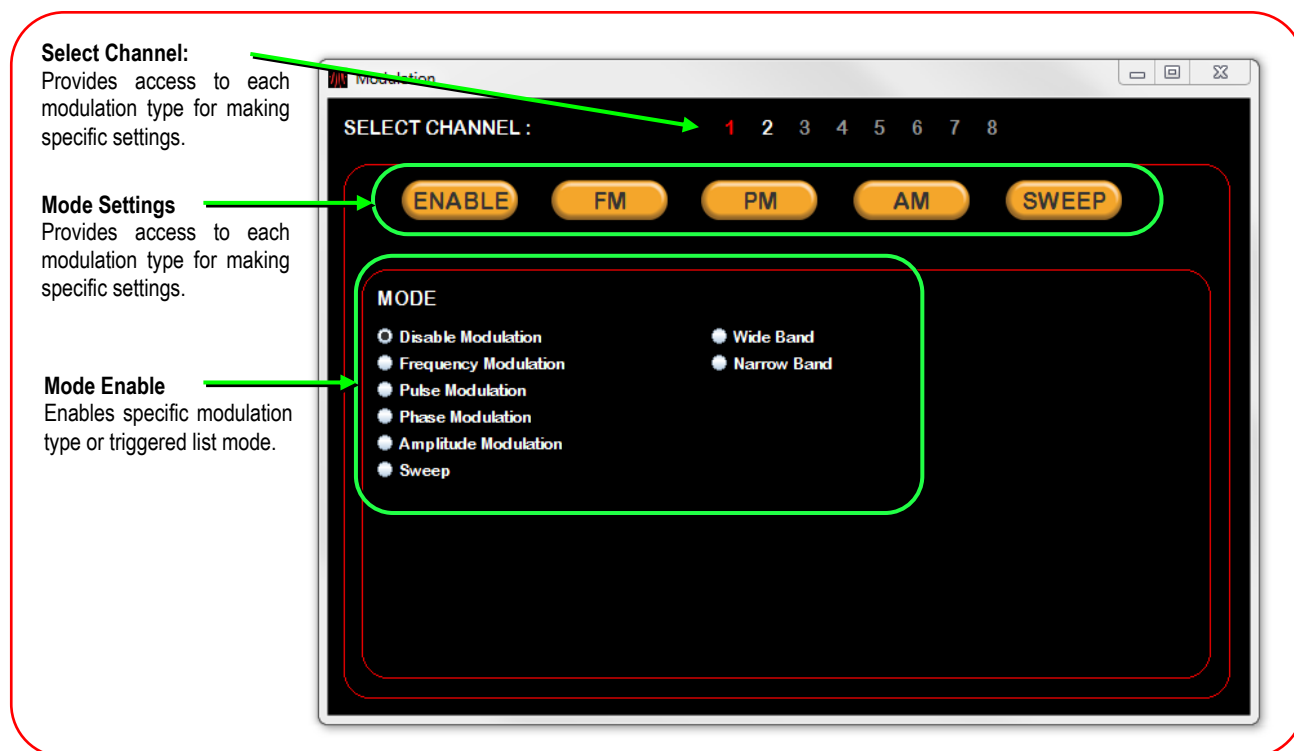 Select Channel:
Provides access to each
modulation type for making
specific settings.
Mode Settings
Provides access to each
modulation type for making
specific settings.
Mode Enable
Enables specific modulation
type or triggered list mode.
Modulation
SELECT CHANNEL : 1 2 3 4 5 6 7 8
ENABLE FM PM AM SWEEP
MODE
Disable Modulation
Frequency Modulation
Pulse Modulation
Phase Modulation
Amplitude Modulation
Sweep
Wide Band
Narrow Band